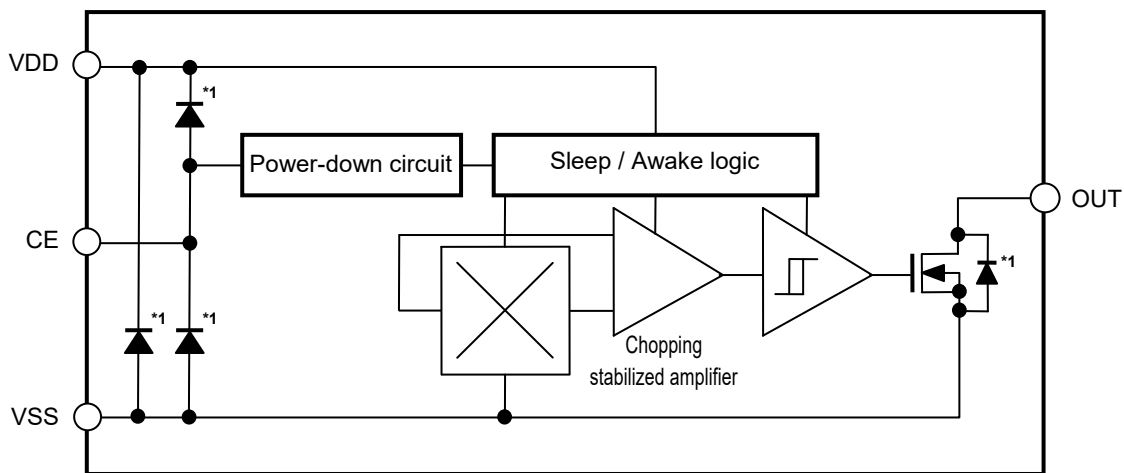 VDD
*1
Power-down circuit
Sleep / Awake logic
OUT
CE
*1
*1
*1
Chopping
stabilized amplifier
VSS